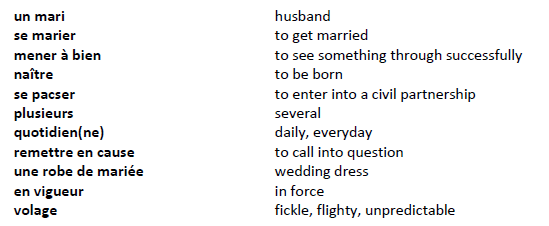 un mari husband
se marier to get married
mener à bien to see something through successfully
naître to be born
se pacser to enter into a civil partnership
plusieurs several
quotidien(ne) daily, everyday
remettre en cause to call into question
une robe de mariée wedding dress
en vigueur in force
volage fickle, flighty, unpredictable